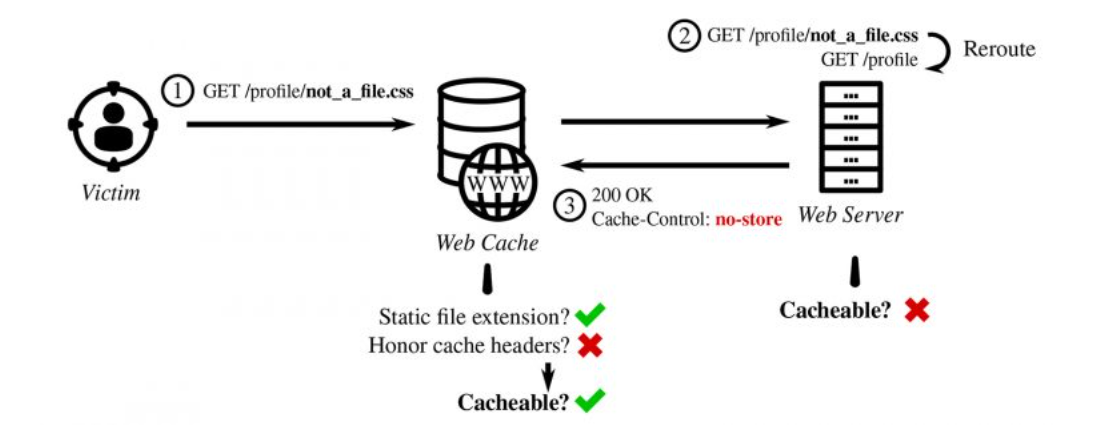 ① GET /profile/not_a_file.css
Victim
WWW
Web Cache
② GET /profile/not_a_file.css
GET /profile
Reroute
③ 200 OK
Cache-Control: no-store
Web Server
Static file extension?
Honor cache headers?
Cacheable?
Cacheable?